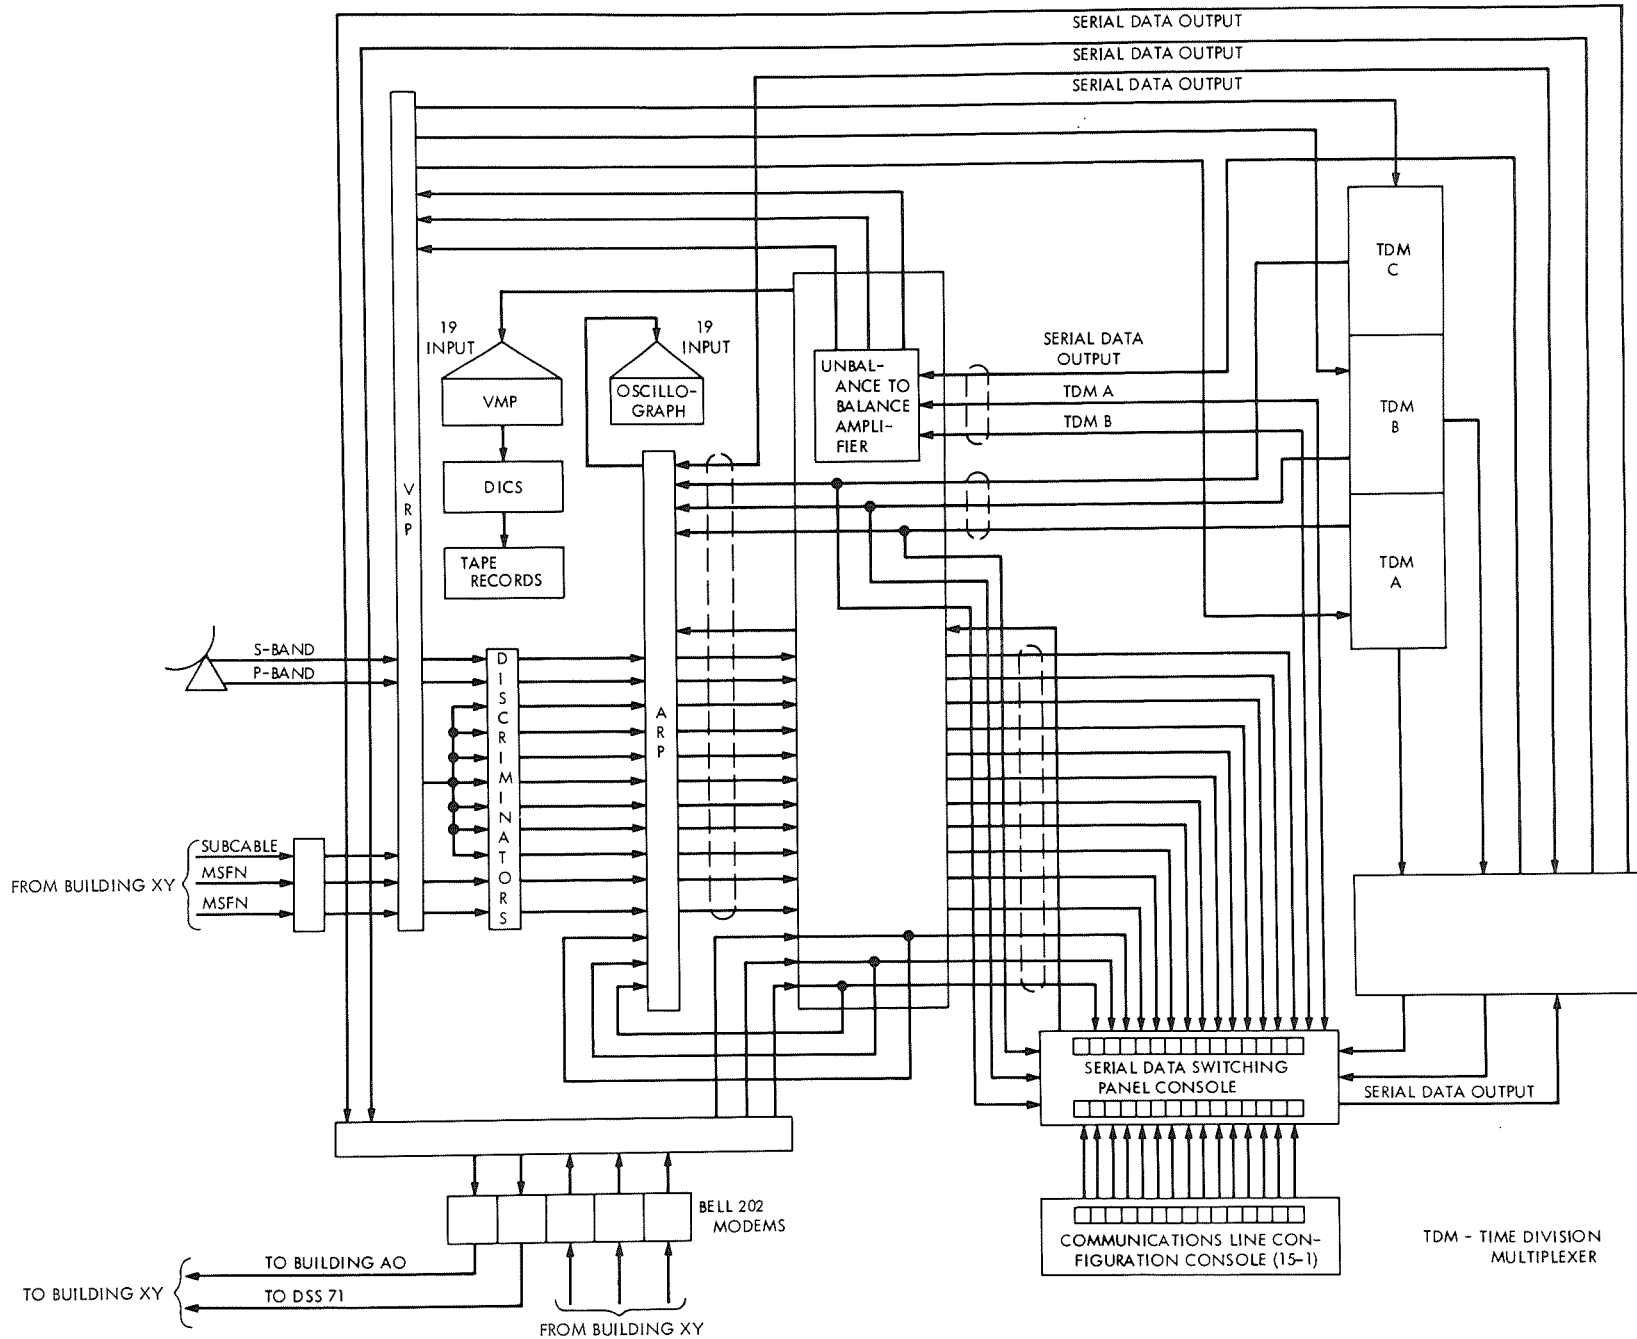 SERIAL DATA OUTPUT
SERIAL DATA OUTPUT
SERIAL DATA OUTPUT
TDM
C
19
INPUT
19
INPUT
SERIAL DATA
OUTPUT
UNBAL-
ANCE TO
BALANCE
AMPLI-
FIER
TDM A
TDM B
VMP
OSCILLO-
GRAPH
TDM
B
DICS
VRP
TAPE
RECORDS
TDM
A
S-BAND
P-BAND
DISCRIMINATORS
ARP
SUBCABLE
MSFN
MSFN
FROM BUILDING XY
SERIAL DATA SWITCHING
PANEL CONSOLE
SERIAL DATA OUTPUT
BELL 202
MODEMS
COMMUNICATIONS LINE CON-
FIGURATION CONSOLE (15-1)
TDM - TIME DIVISION
MULTIPLEXER
TO BUILDING AO
TO DSS 71
TO BUILDING XY
FROM BUILDING XY